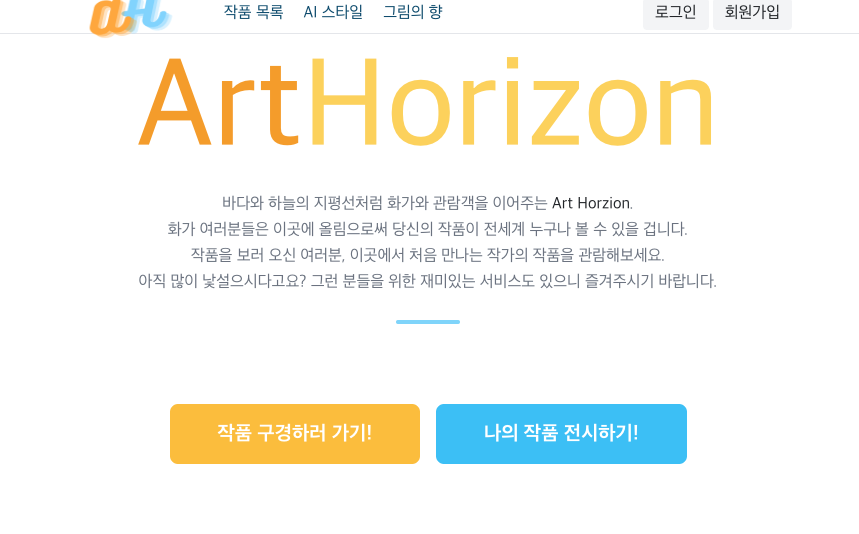 aH
작품 목록 AI 스타일 그림의 향 로그인 회원가입
ArtHorizon
바다와 하늘의 지평선처럼 화가와 관람객을 이어주는 Art Horzion.
화가 여러분들은 이곳에 올림으로써 당신의 작품이 전세계 누구나 볼 수 있을 겁니다.
작품을 보러 오신 여러분, 이곳에서 처음 만나는 작가의 작품을 관람해보세요.
아직 많이 낯설으시다고요? 그런 분들을 위한 재미있는 서비스도 있으니 즐겨주시기 바랍니다.
작품 구경하러 가기! 나의 작품 전시하기!